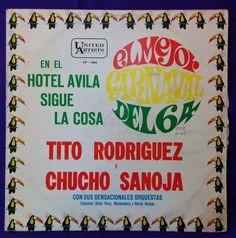 UNITED
ARTISTS
EN EL
HOTEL AVILA
SIGUE
LA COSA
EL MEJOR
CARNAVAL
DEL 64
TITO RODRIGUEZ
Y
CHUCHO SANOJA
CON SUS SENSACIONALES ORQUESTAS